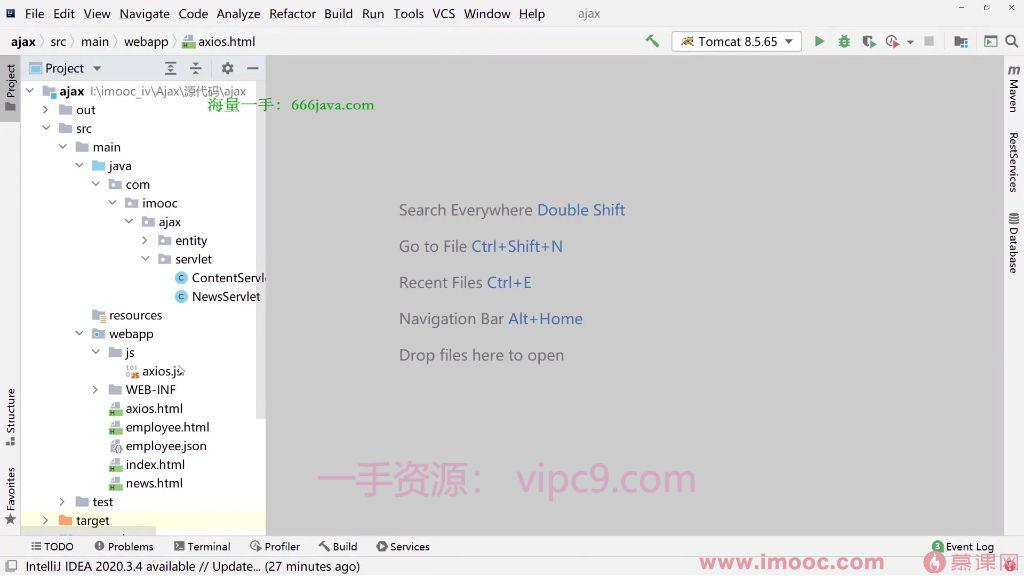 File Edit View Navigate Code Analyze Refactor Build Run Tools VCS Window Help ajax
ajax src main webapp axios.html
Tomcat 8.5.65
Project
Project
ajax I:\imooc_iv\Ajax\源代码\ajax
海量一手：666java.com
out
src
main
java
com
imooc
ajax
entity
servlet
ContentServl
NewsServlet
resources
webapp
js
axios.js
WEB-INF
axios.html
employee.html
employee.json
index.html
news.html
test
target
Search Everywhere Double Shift
Go to File Ctrl+Shift+N
Recent Files Ctrl+E
Navigation Bar Alt+Home
Drop files here to open
一手资源： vipc9.com
Maven
RestServices
Database
Structure
Favorites
TODO Problems Terminal Profiler Build Services 3 Event Log
IntelliJ IDEA 2020.3.4 available // Update... (27 minutes ago)
www.imooc.com 慕课网